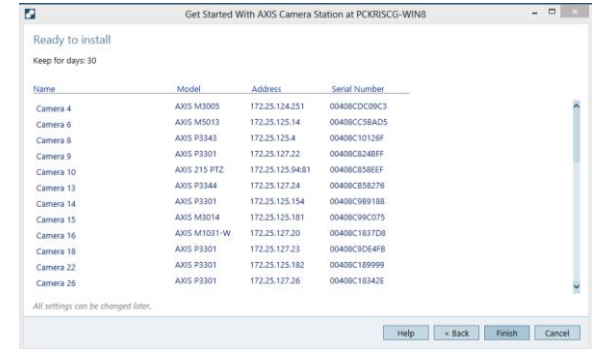 Get Started With AXIS Camera Station at PCKRISCG-WIN8
Ready to install
Keep for days: 30
Name Model Address Serial Number
Camera 4 AXIS M3005 172.25.124.251 00408CDC09C3
Camera 6 AXIS M5013 172.25.125.14 00408CC5BAD5
Camera 8 AXIS P3343 172.25.125.4 00408C10126F
Camera 9 AXIS P3301 172.25.127.22 00408C824BFF
Camera 10 AXIS 215 PTZ 172.25.125.94:81 00408C858EEF
Camera 13 AXIS P3344 172.25.127.24 00408CB58276
Camera 14 AXIS P3301 172.25.125.154 00408C9B9188
Camera 15 AXIS M3014 172.25.125.181 00408C99C075
Camera 16 AXIS M1031-W 172.25.127.20 00408C1837D8
Camera 18 AXIS P3301 172.25.127.23 00408C9DE4FB
Camera 22 AXIS P3301 172.25.125.182 00408C189999
Camera 26 AXIS P3301 172.25.127.26 00408C18342E
All settings can be changed later.
Help < Back Finish Cancel